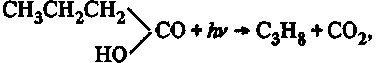 CH₃CH₂CH₂
CO + hν → C₃H₈ + CO₂,
HO